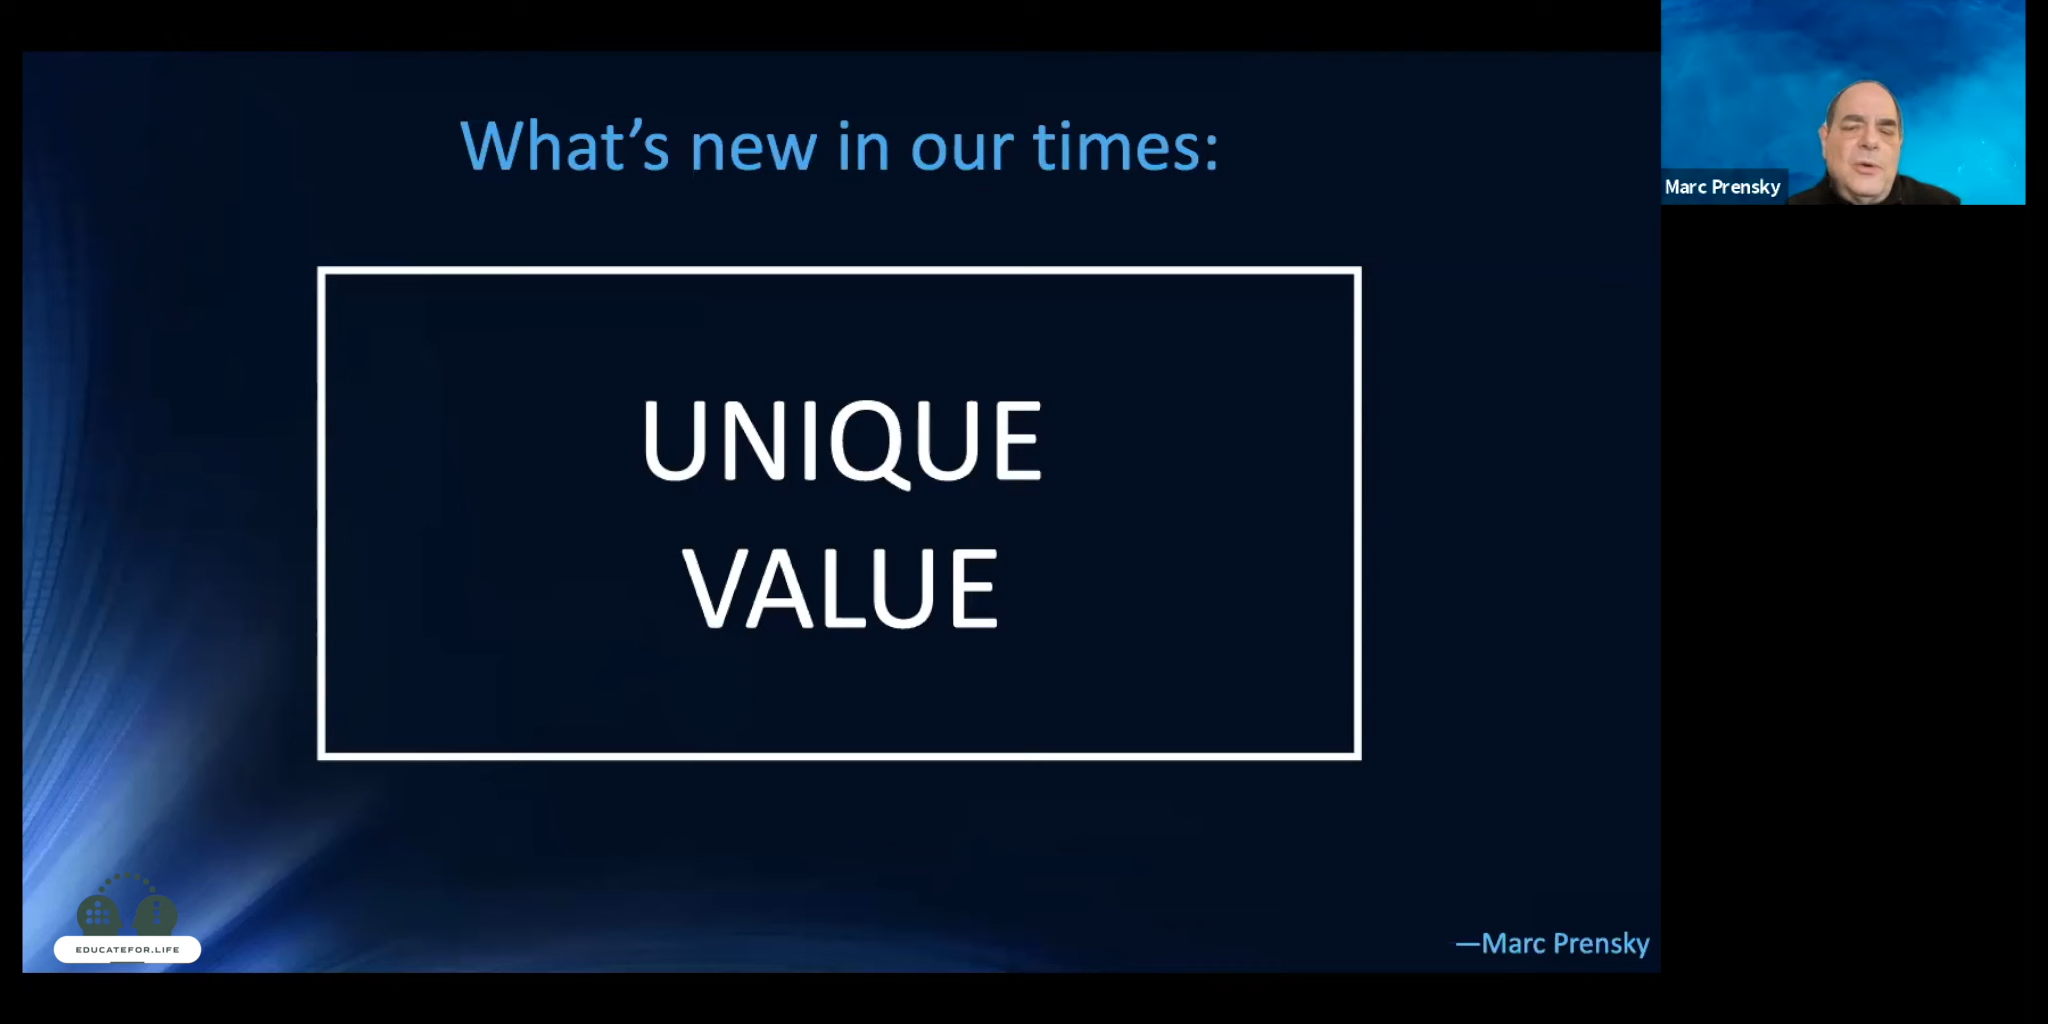 What’s new in our times:
Marc Prensky
UNIQUE
VALUE
EDUCATEFOR.LIFE
—Marc Prensky